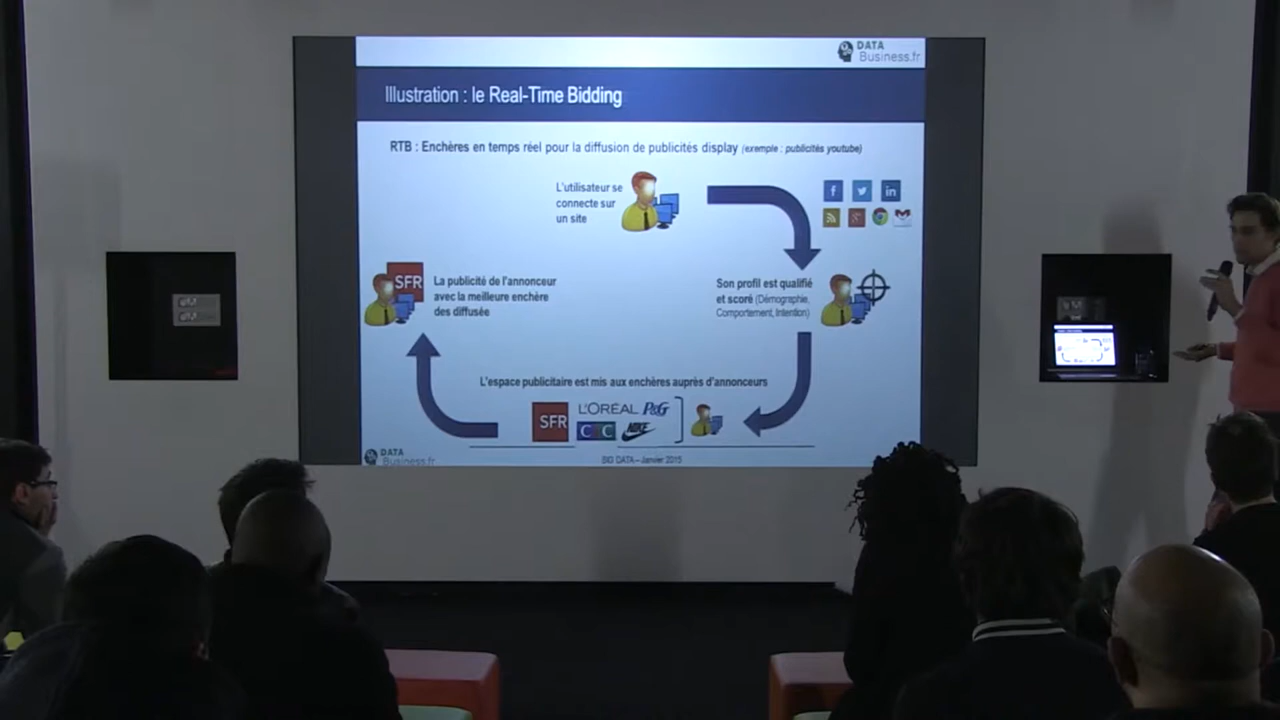 DATA
Business.fr
Illustration : le Real-Time Bidding
RTB : Enchères en temps réel pour la diffusion de publicités display (exemple : publicités youtube)
L'utilisateur se
connecte sur
un site
Son profil est qualifié
et scoré (Démographie,
Comportement, Intention)
SFR
La publicité de l'annonceur
avec la meilleure enchère
des diffusée
L'espace publicitaire est mis aux enchères auprès d'annonceurs
SFR
L'ORÉAL P&G
CIC NIKE
DATA
Business.fr
BIG DATA – Janvier 2015